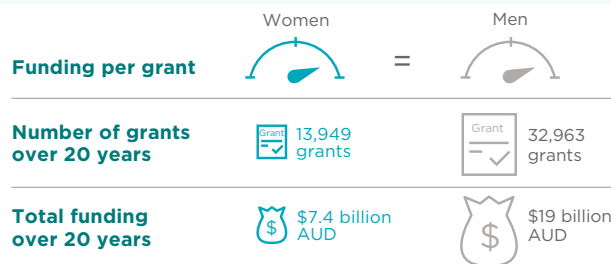 Women Men
Funding per grant =
Number of grants
over 20 years
Grant
13,949
grants
Grant
32,963
grants
Total funding
over 20 years
$
$7.4 billion
AUD
$
$19 billion
AUD